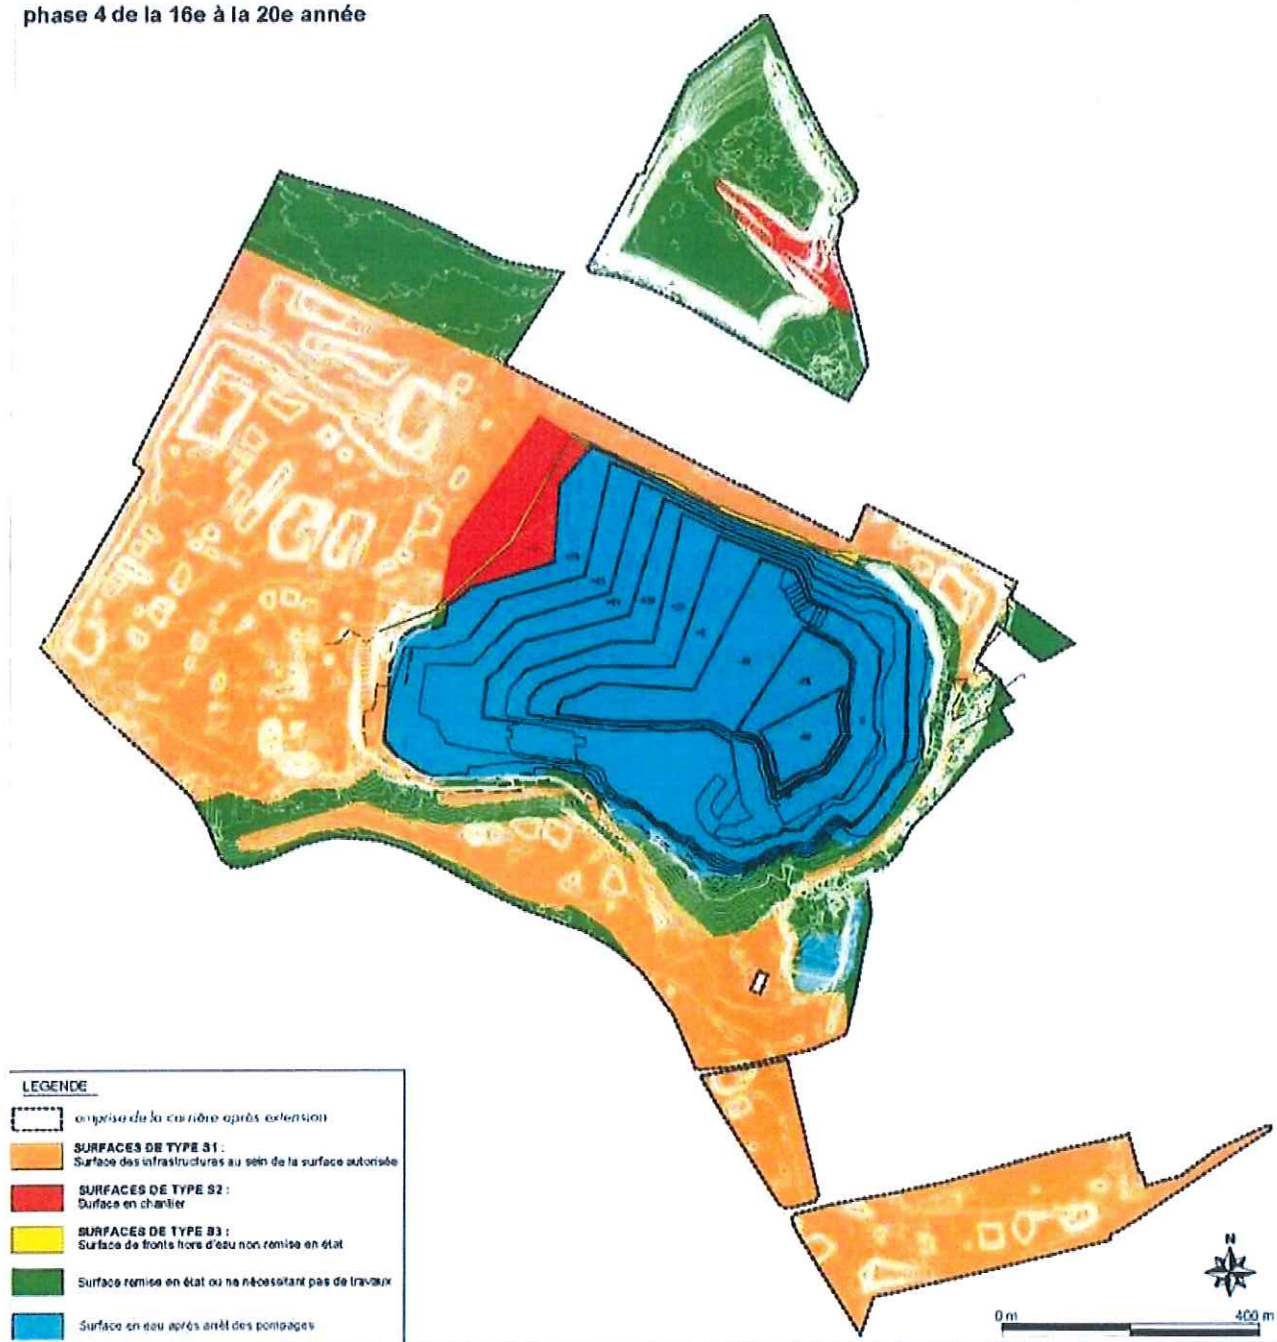 phase 4 de la 16e à la 20e année
LEGENDE
emprise de la carrière après extension
SURFACES DE TYPE S1 :
Surface des infrastructures au sein de la surface autorisée
SURFACES DE TYPE S2 :
Surface en chantier
SURFACES DE TYPE S3 :
Surface de fronts hors d'eau non remise en état
Surface remise en état ou ne nécessitant pas de travaux
Surface en eau après arrêt des pompages
N
0 m 400 m